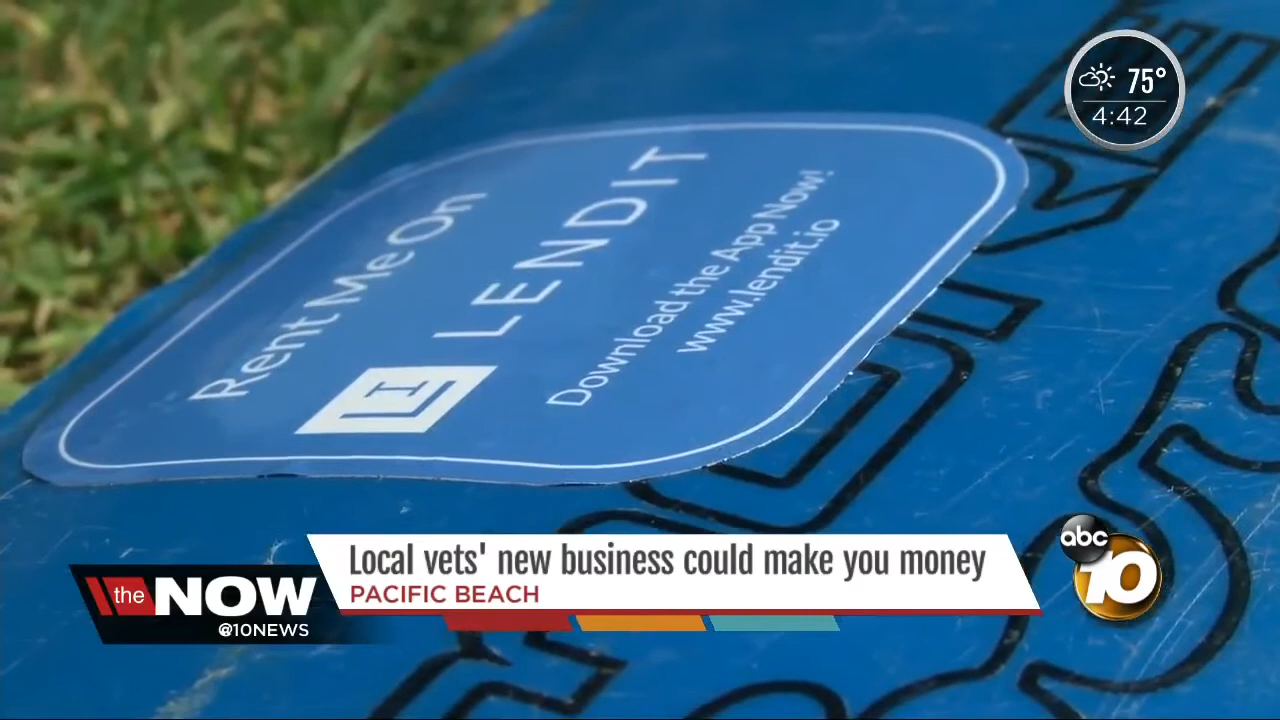 75°
4:42
Rent Me On
LENDIT
Download the App Now!
www.lendit.io
Local vets' new business could make you money
PACIFIC BEACH
the NOW
@10NEWS
abc
10